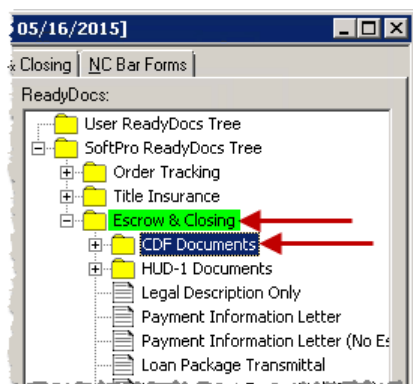 05/16/2015]
& Closing NC Bar Forms
ReadyDocs:
User ReadyDocs Tree
SoftPro ReadyDocs Tree
Order Tracking
Title Insurance
Escrow & Closing
CDF Documents
HUD-1 Documents
Legal Description Only
Payment Information Letter
Payment Information Letter (No Es
Loan Package Transmittal